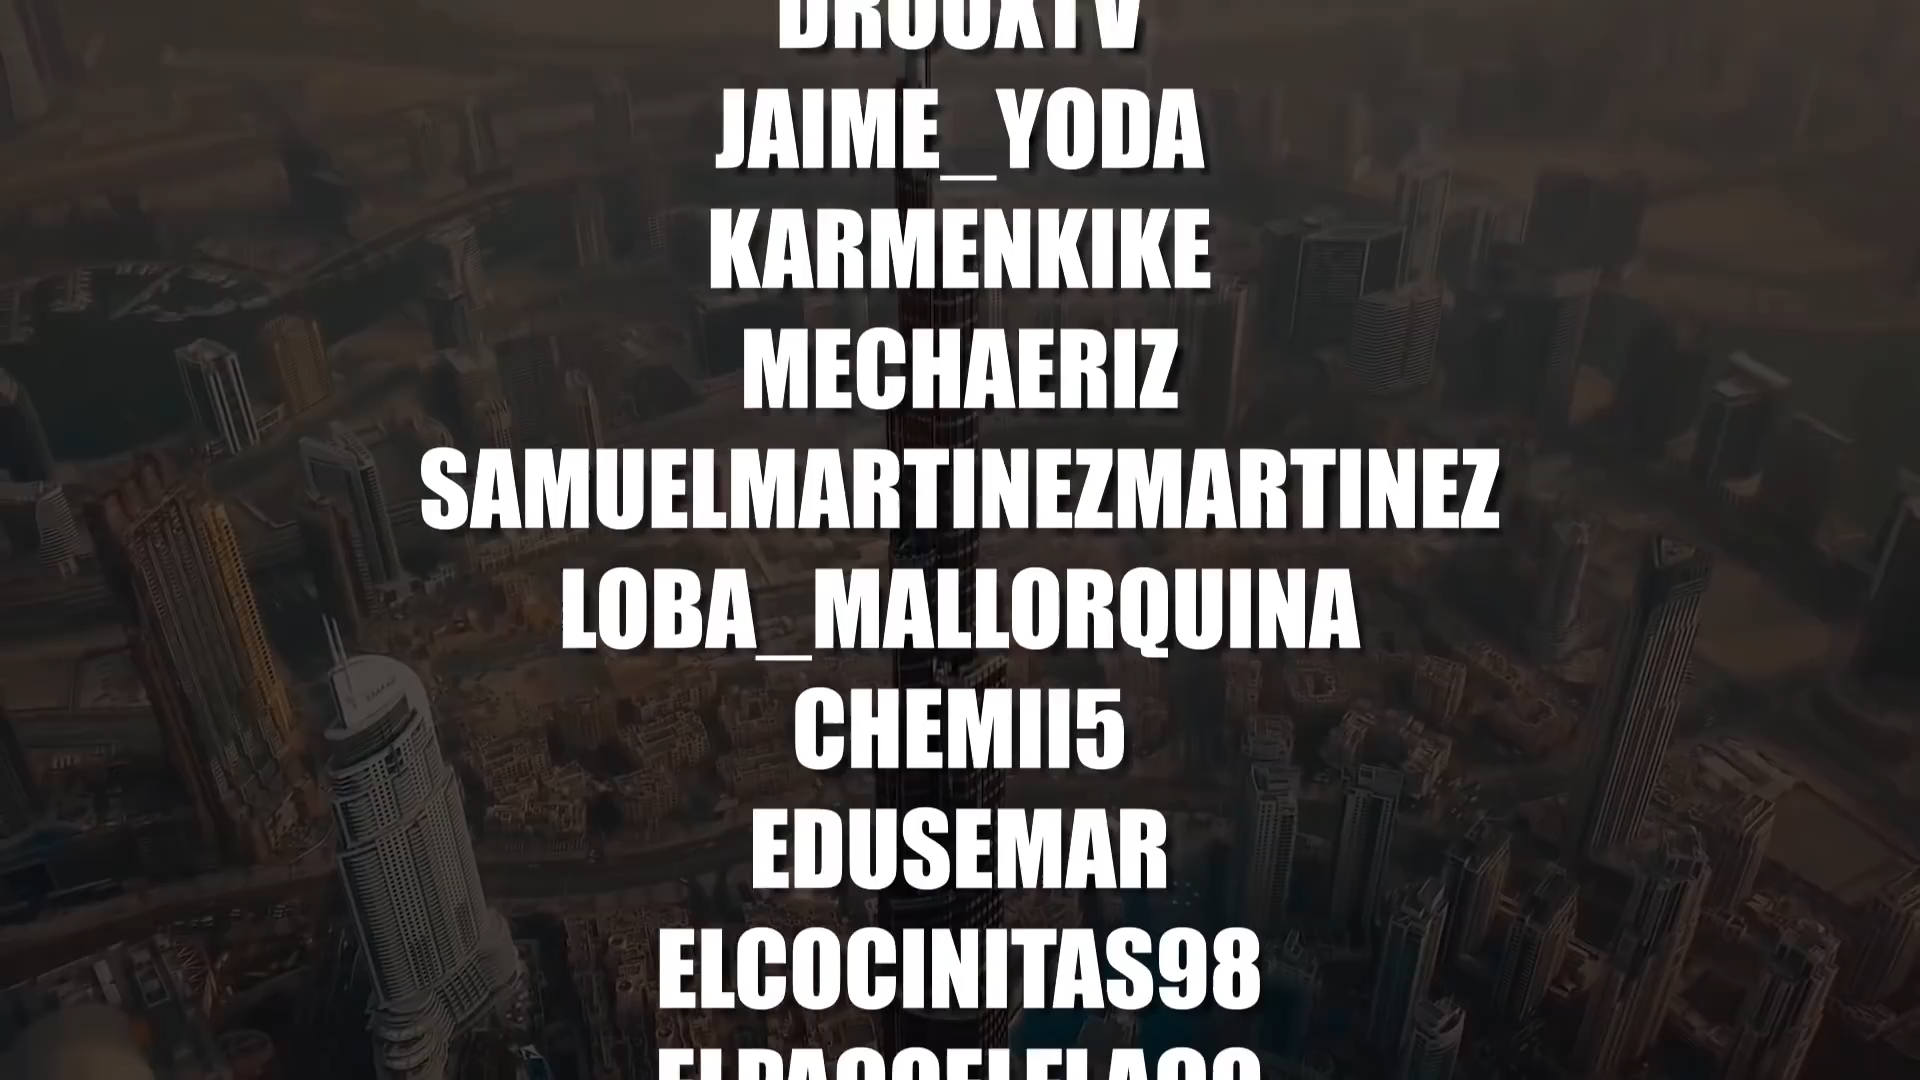 JAIME_YODA
KARMENKIKE
MECHAERIZ
SAMUELMARTINEZMARTINEZ
LOBA_MALLORQUINA
CHEMII5
EDUSEMAR
ELCOCINITAS98